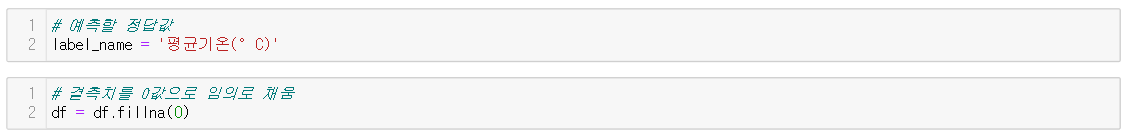 1 # 예측할 정답값
2 label_name = '평균기온(° C)'
1 # 결측치를 0값으로 임의로 채움
2 df = df.fillna(0)